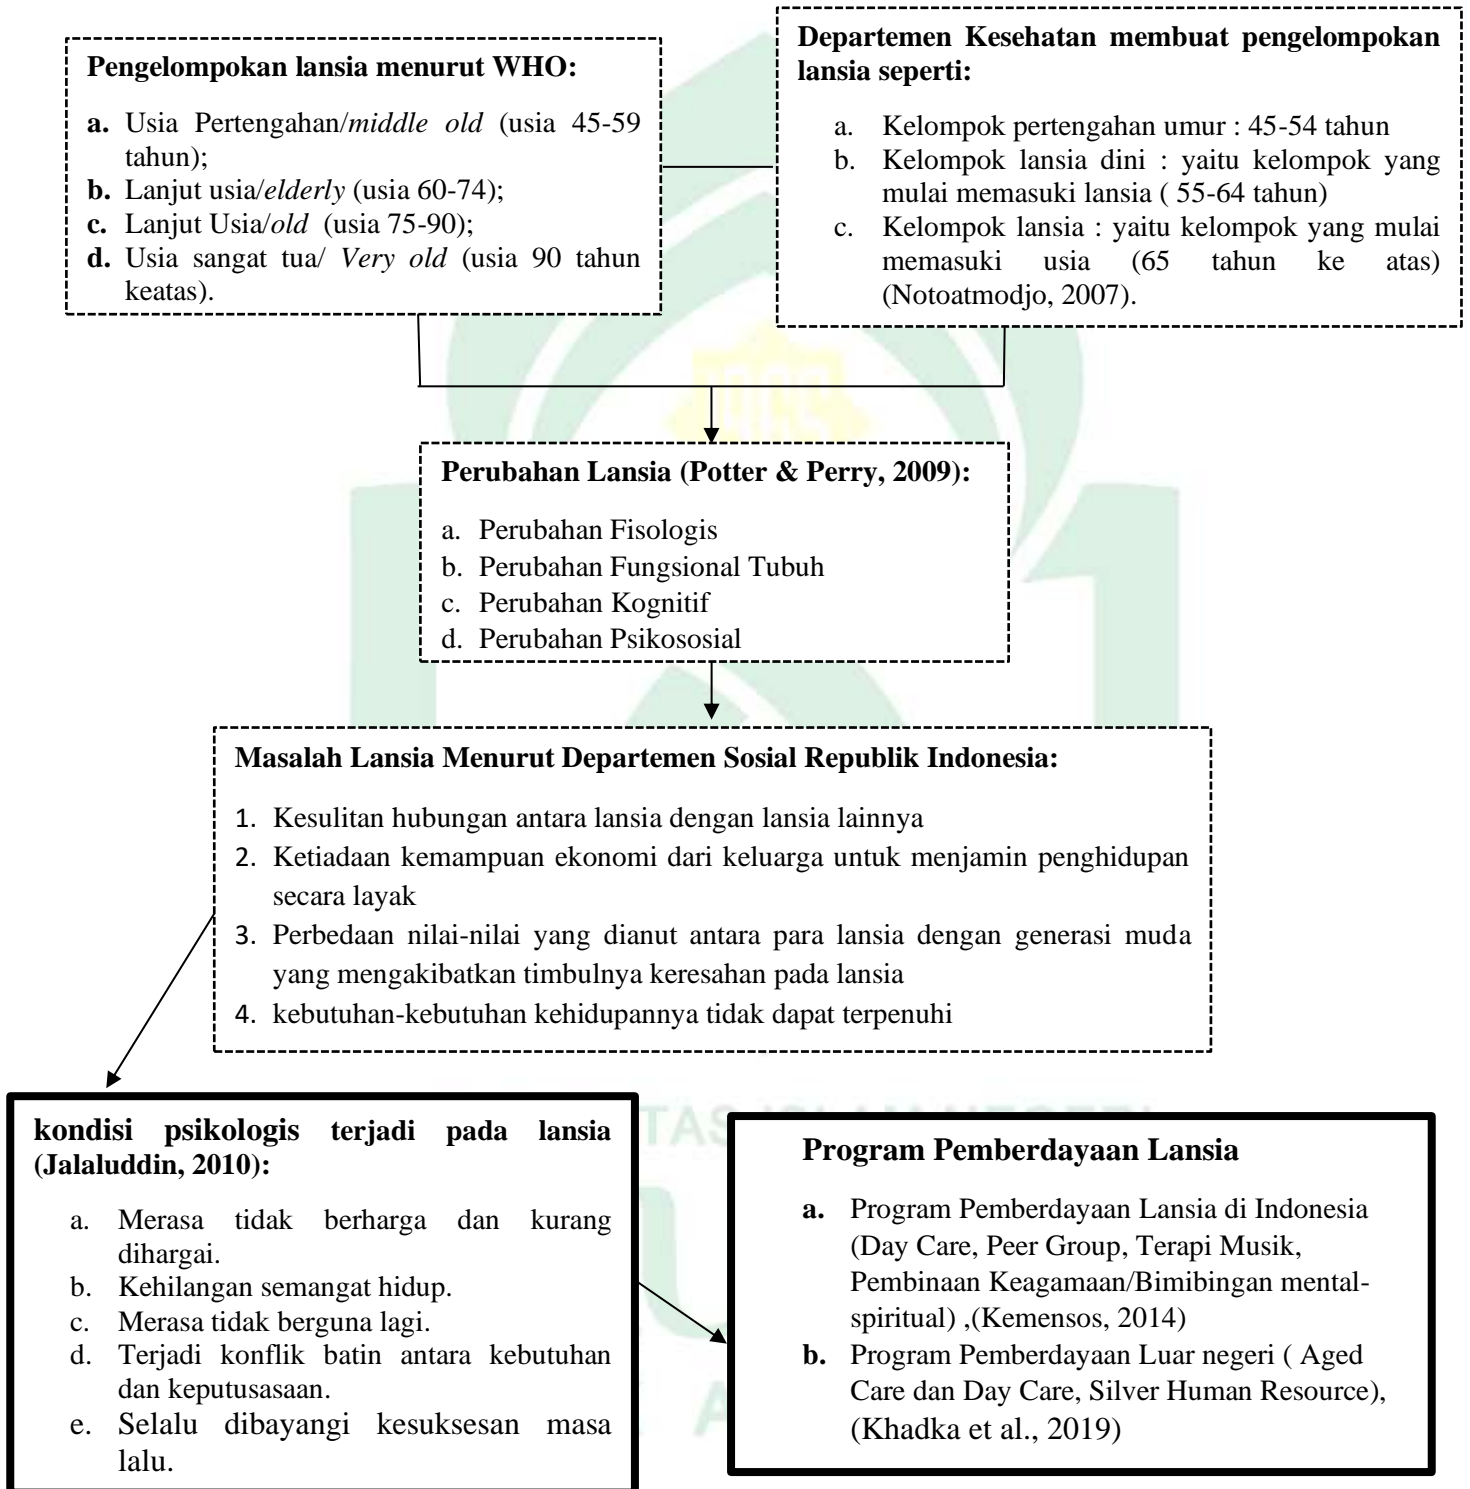 Pengelompokan lansia menurut WHO:
a. Usia Pertengahan/middle old (usia 45-59
tahun);
b. Lanjut usia/elderly (usia 60-74);
c. Lanjut Usia/old (usia 75-90);
d. Usia sangat tua/ Very old (usia 90 tahun
keatas).
Departemen Kesehatan membuat pengelompokan
lansia seperti:
a. Kelompok pertengahan umur : 45-54 tahun
b. Kelompok lansia dini : yaitu kelompok yang
mulai memasuki lansia ( 55-64 tahun)
c. Kelompok lansia : yaitu kelompok yang mulai
memasuki usia (65 tahun ke atas)
(Notoatmodjo, 2007).
Perubahan Lansia (Potter & Perry, 2009):
a. Perubahan Fisologis
b. Perubahan Fungsional Tubuh
c. Perubahan Kognitif
d. Perubahan Psikososial
Masalah Lansia Menurut Departemen Sosial Republik Indonesia:
1. Kesulitan hubungan antara lansia dengan lansia lainnya
2. Ketiadaan kemampuan ekonomi dari keluarga untuk menjamin penghidupan
secara layak
3. Perbedaan nilai-nilai yang dianut antara para lansia dengan generasi muda
yang mengakibatkan timbulnya keresahan pada lansia
4. kebutuhan-kebutuhan kehidupannya tidak dapat terpenuhi
kondisi psikologis terjadi pada lansia
(Jalaluddin, 2010):
a. Merasa tidak berharga dan kurang
dihargai.
b. Kehilangan semangat hidup.
c. Merasa tidak berguna lagi.
d. Terjadi konflik batin antara kebutuhan
dan keputusasaan.
e. Selalu dibayangi kesuksesan masa
lalu.
Program Pemberdayaan Lansia
a. Program Pemberdayaan Lansia di Indonesia
(Day Care, Peer Group, Terapi Musik,
Pembinaan Keagamaan/Bimibingan mental-
spiritual) ,(Kemensos, 2014)
b. Program Pemberdayaan Luar negeri ( Aged
Care dan Day Care, Silver Human Resource),
(Khadka et al., 2019)